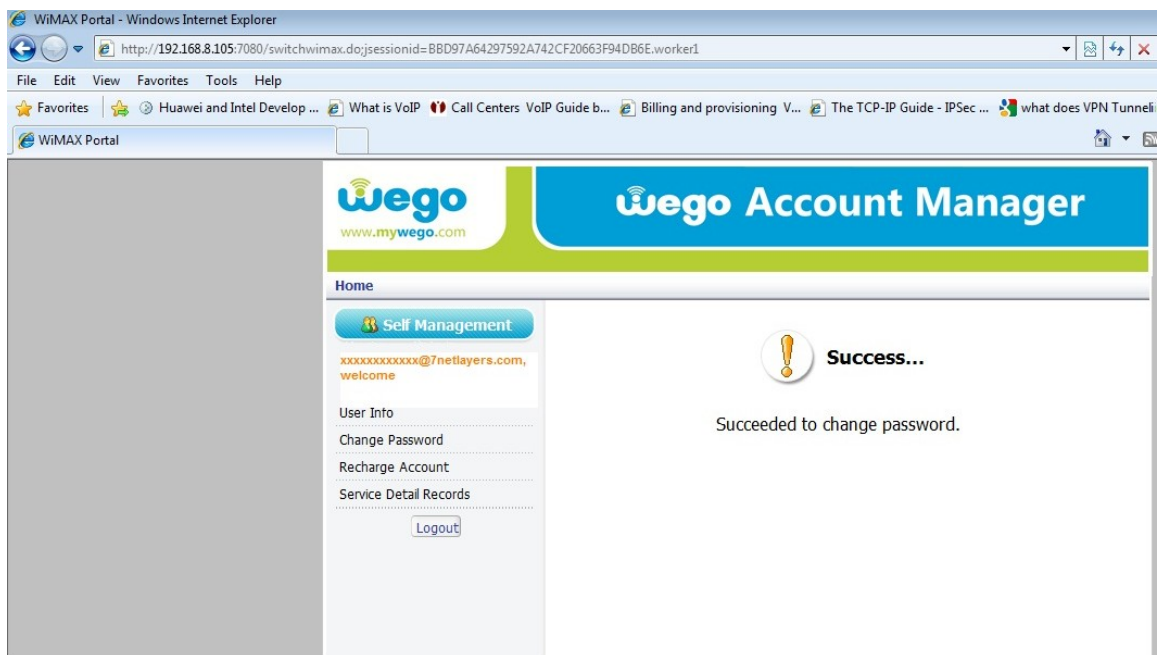 WiMAX Portal - Windows Internet Explorer
http://192.168.8.105:7080/switchwimax.do;jsessionid=BBD97A64297592A742CF20663F94DB6E.worker1
File Edit View Favorites Tools Help
Favorites Huawei and Intel Develop ... What is VoIP Call Centers VoIP Guide b... Billing and provisioning V... The TCP-IP Guide - IPSec ... what does VPN Tunneli
WiMAX Portal
wego
www.mywego.com
wego Account Manager
Home
Self Management
xxxxxxxxxxxx@7netlayers.com,
welcome
User Info
Change Password
Recharge Account
Service Detail Records
Logout
Success...
Succeeded to change password.